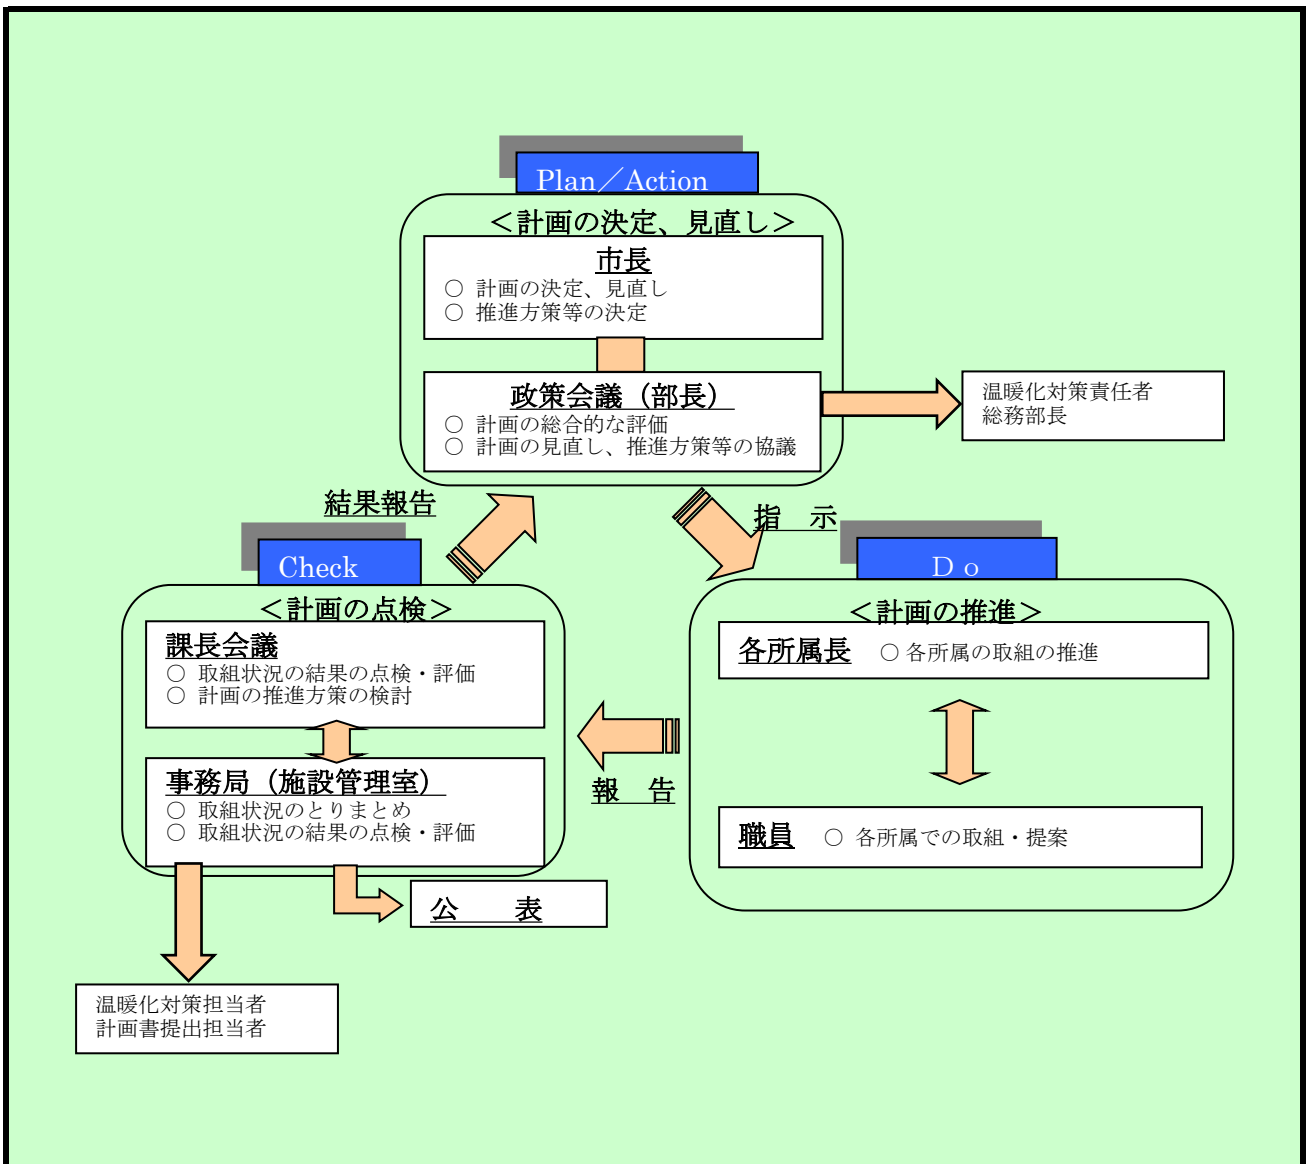 Plan／Action
＜計画の決定、見直し＞
市長
○ 計画の決定、見直し
○ 推進方策等の決定
政策会議（部長）
○ 計画の総合的な評価
○ 計画の見直し、推進方策等の協議
温暖化対策責任者
総務部長
結果報告
指　示
Check
＜計画の点検＞
課長会議
○ 取組状況の結果の点検・評価
○ 計画の推進方策の検討
事務局（施設管理室）
○ 取組状況のとりまとめ
○ 取組状況の結果の点検・評価
Ｄｏ
＜計画の推進＞
各所属長　○ 各所属の取組の推進
報　告
職員　○ 各所属での取組・提案
公　　表
温暖化対策担当者
計画書提出担当者